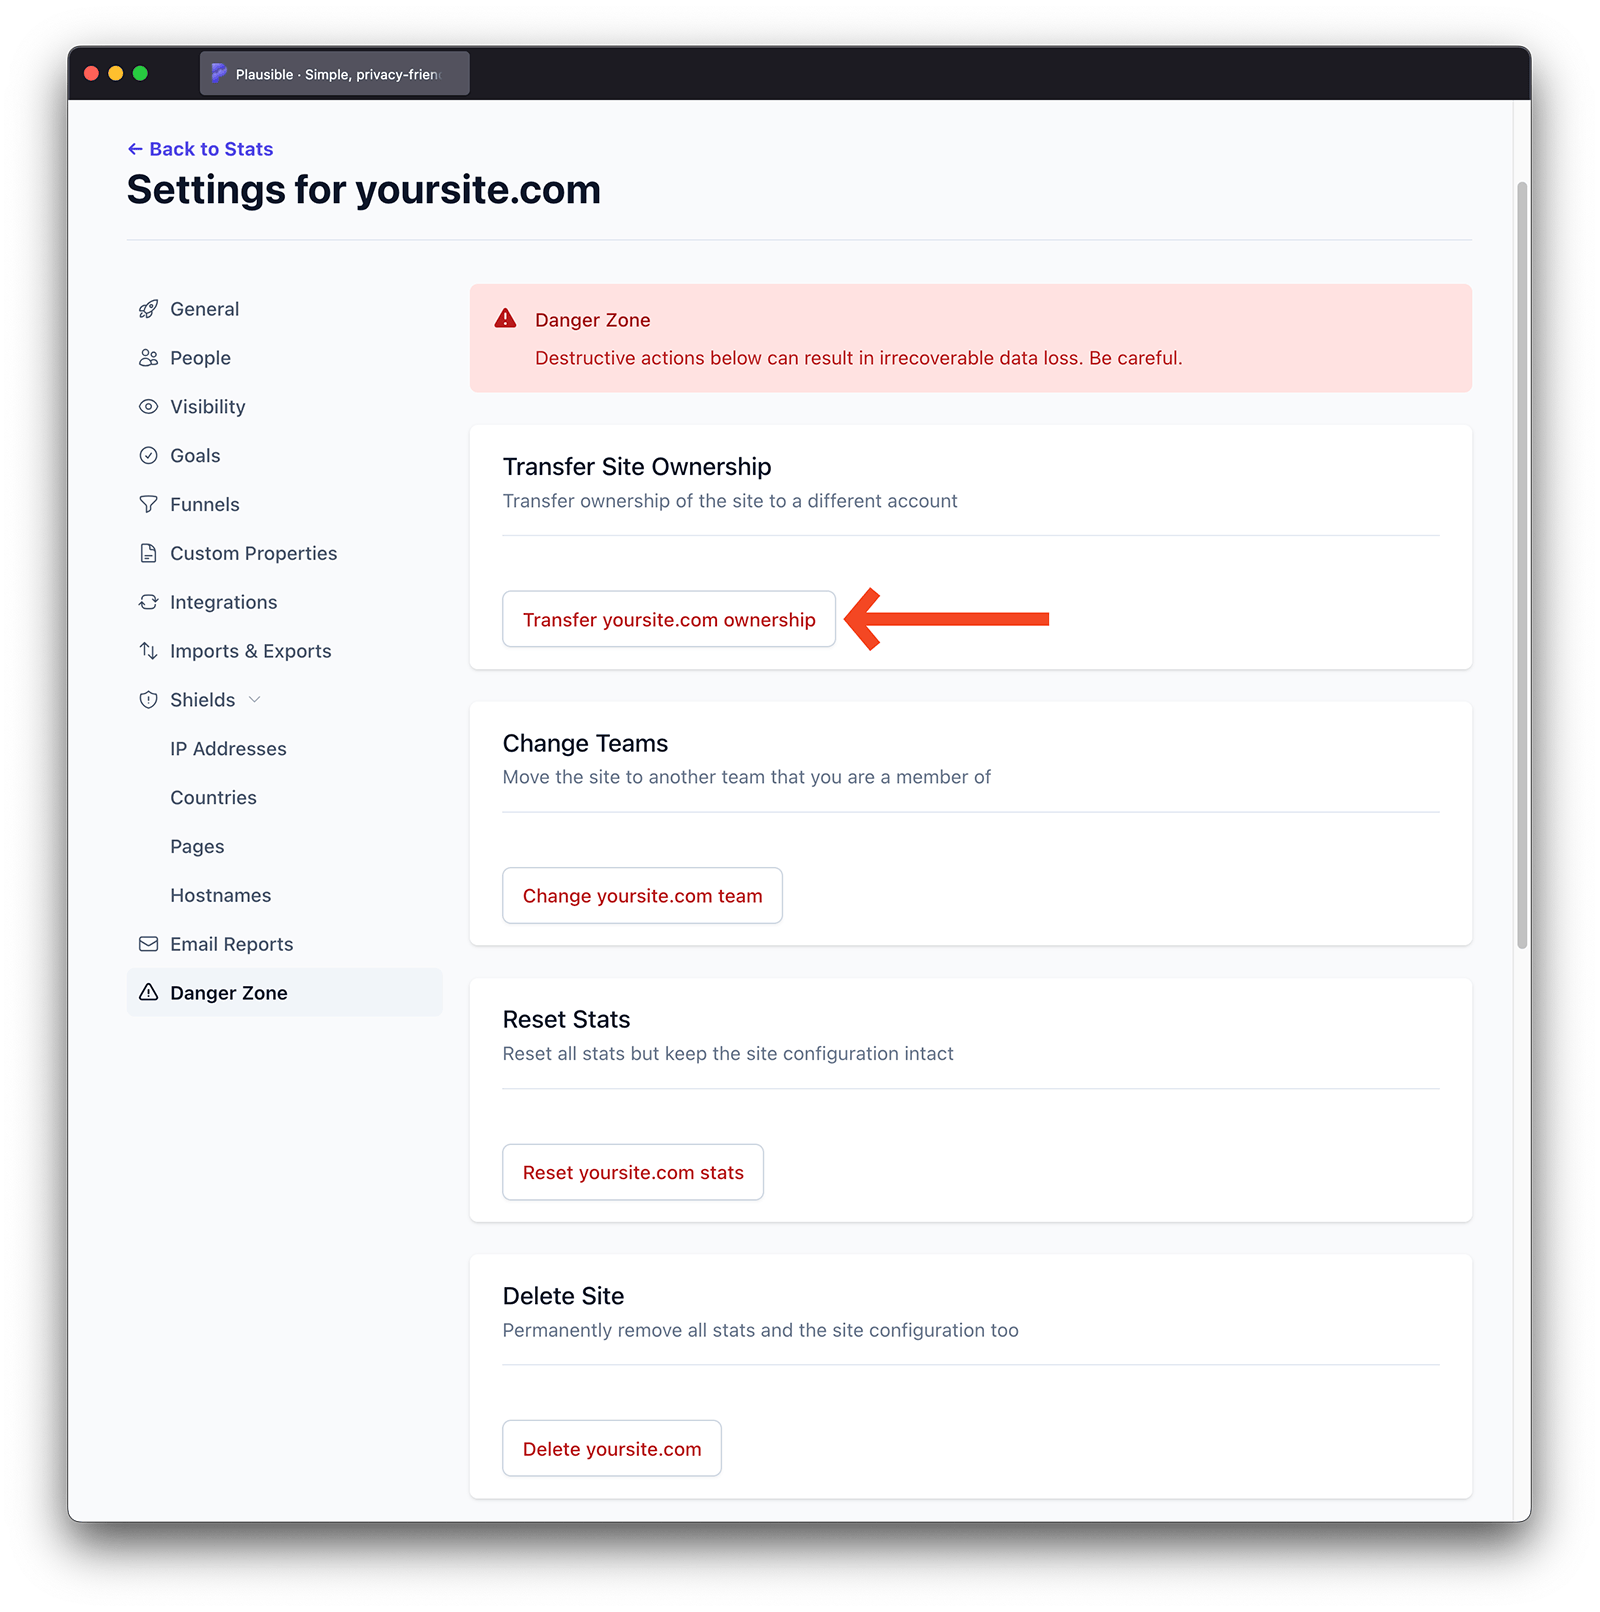 Plausible · Simple, privacy-frien
← Back to Stats
Settings for yoursite.com
General
People
Visibility
Goals
Funnels
Custom Properties
Integrations
Imports & Exports
Shields
IP Addresses
Countries
Pages
Hostnames
Email Reports
Danger Zone
Danger Zone
Destructive actions below can result in irrecoverable data loss. Be careful.
Transfer Site Ownership
Transfer ownership of the site to a different account
Transfer yoursite.com ownership
Change Teams
Move the site to another team that you are a member of
Change yoursite.com team
Reset Stats
Reset all stats but keep the site configuration intact
Reset yoursite.com stats
Delete Site
Permanently remove all stats and the site configuration too
Delete yoursite.com